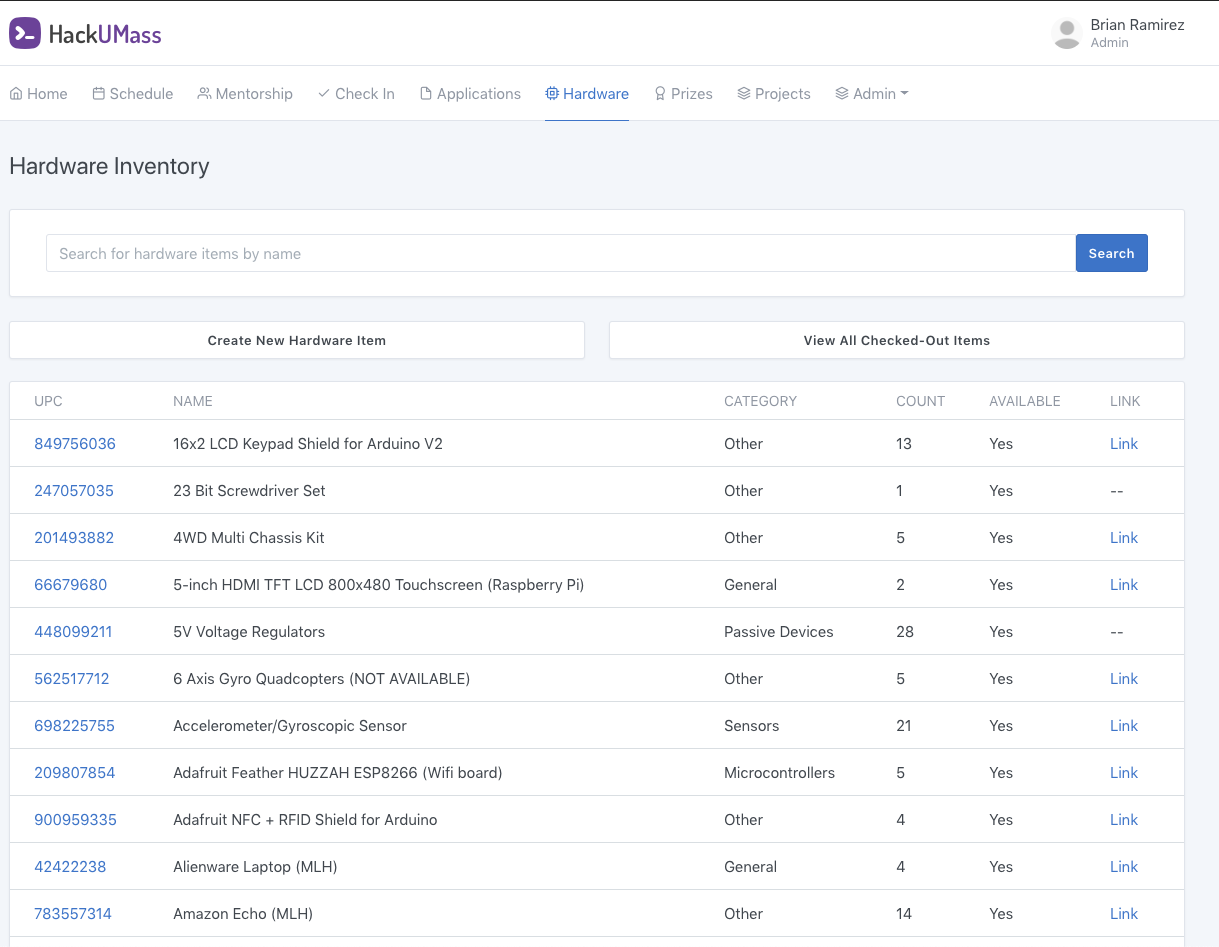 HackUMass
Brian Ramirez
Admin
Home Schedule Mentorship Check In Applications Hardware Prizes Projects Admin
Hardware Inventory
Search for hardware items by name Search
Create New Hardware Item View All Checked-Out Items
UPC NAME CATEGORY COUNT AVAILABLE LINK
849756036 16x2 LCD Keypad Shield for Arduino V2 Other 13 Yes Link
247057035 23 Bit Screwdriver Set Other 1 Yes --
201493882 4WD Multi Chassis Kit Other 5 Yes Link
66679680 5-inch HDMI TFT LCD 800x480 Touchscreen (Raspberry Pi) General 2 Yes Link
448099211 5V Voltage Regulators Passive Devices 28 Yes --
562517712 6 Axis Gyro Quadcopters (NOT AVAILABLE) Other 5 Yes Link
698225755 Accelerometer/Gyroscopic Sensor Sensors 21 Yes Link
209807854 Adafruit Feather HUZZAH ESP8266 (Wifi board) Microcontrollers 5 Yes Link
900959335 Adafruit NFC + RFID Shield for Arduino Other 4 Yes Link
42422238 Alienware Laptop (MLH) General 4 Yes Link
783557314 Amazon Echo (MLH) Other 14 Yes Link